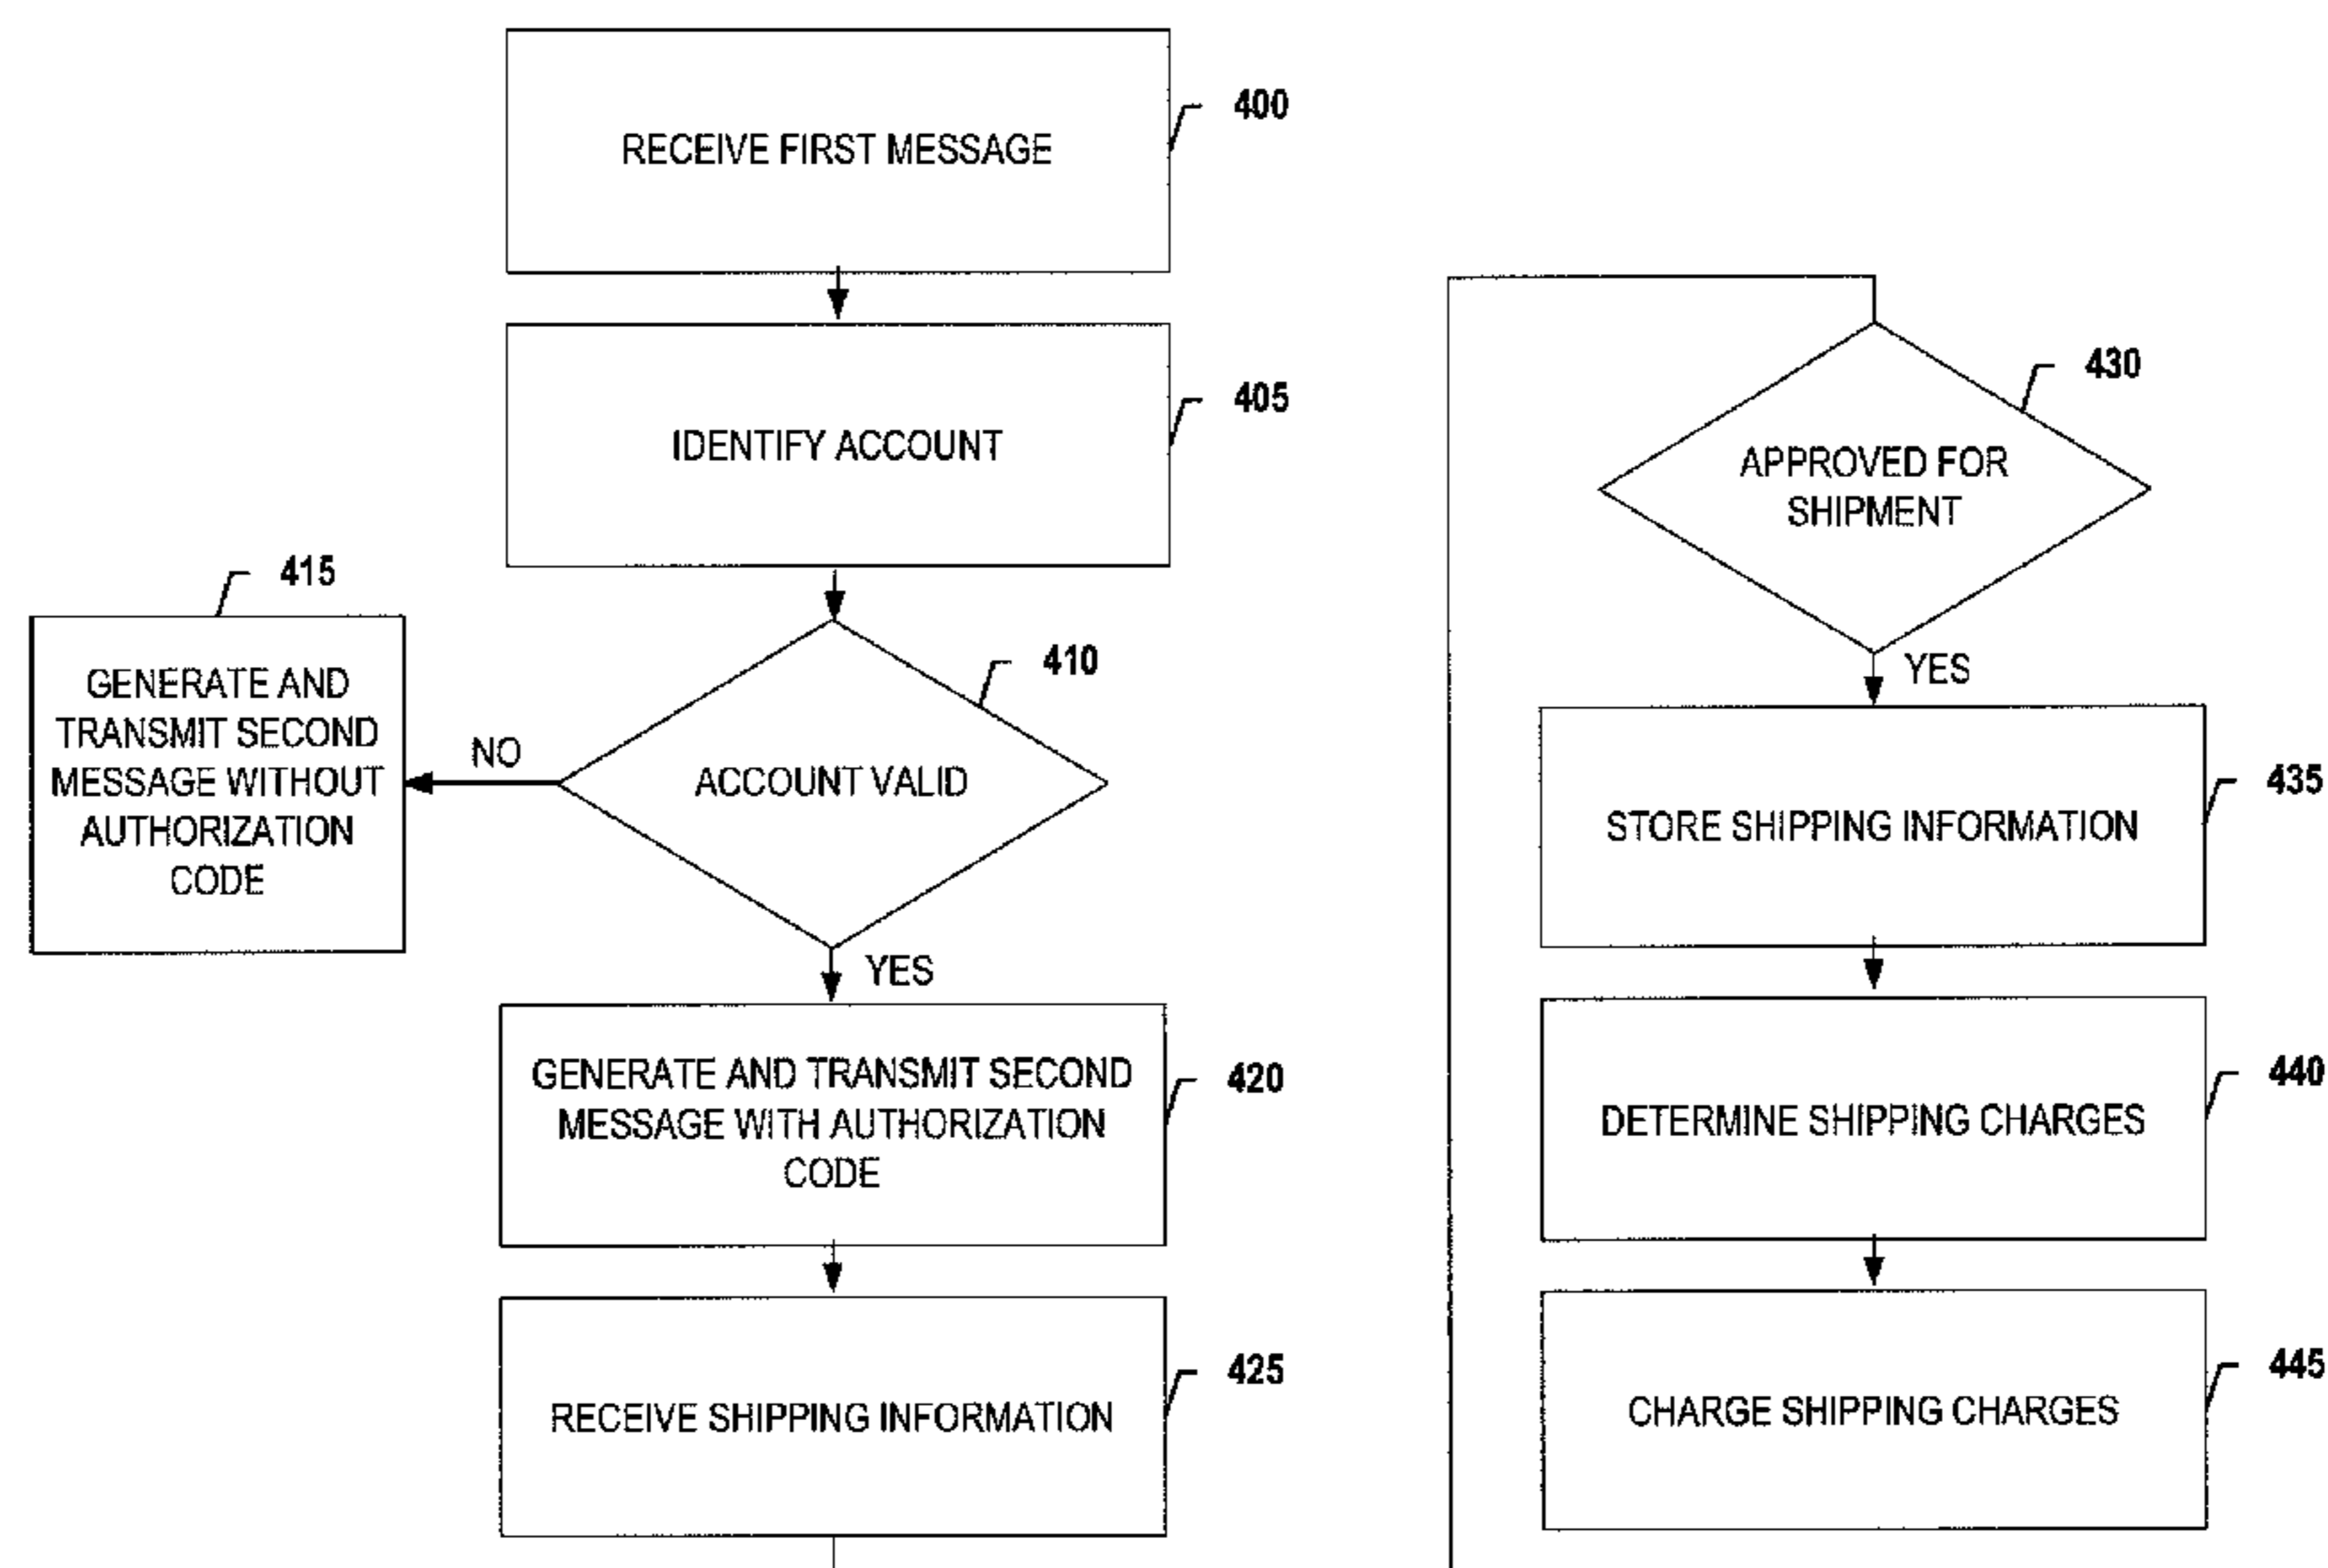 400
RECEIVE FIRST MESSAGE
405
IDENTIFY ACCOUNT
415
GENERATE AND
TRANSMIT SECOND
MESSAGE WITHOUT
AUTHORIZATION
CODE
NO
410
ACCOUNT VALID
YES
GENERATE AND TRANSMIT SECOND
MESSAGE WITH AUTHORIZATION
CODE
420
425
RECEIVE SHIPPING INFORMATION
430
APPROVED FOR
SHIPMENT
YES
435
STORE SHIPPING INFORMATION
440
DETERMINE SHIPPING CHARGES
445
CHARGE SHIPPING CHARGES